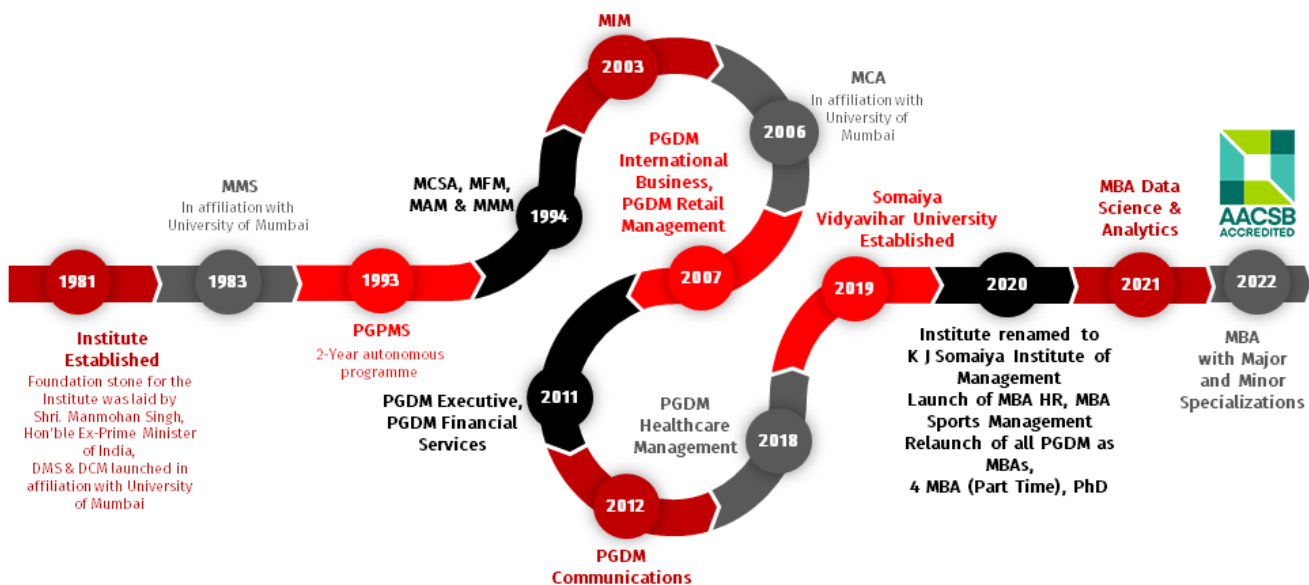 1981
Institute
Established
Foundation stone for the
Institute was laid by
Shri. Manmohan Singh,
Hon'ble Ex-Prime Minister
of India,
DMS & DCM launched in
affiliation with University
of Mumbai
MMS
In affiliation with
University of Mumbai
1983
1993
PGPMS
2-Year autonomous
programme
MCSA, MFM,
MAM & MMM
1994
MIM
2003
MCA
In affiliation with
University of
Mumbai
2006
PGDM
International
Business,
PGDM Retail
Management
2007
2011
PGDM Executive,
PGDM Financial
Services
2012
PGDM
Communications
PGDM
Healthcare
Management
2018
Somaiya
Vidyavihar University
Established
2019
2020
Institute renamed to
K J Somaiya Institute of
Management
Launch of MBA HR, MBA
Sports Management
Relaunch of all PGDM as
MBAs,
4 MBA (Part Time), PhD
MBA Data
Science &
Analytics
2021
AACSB
ACCREDITED
2022
MBA
with Major
and Minor
Specializations